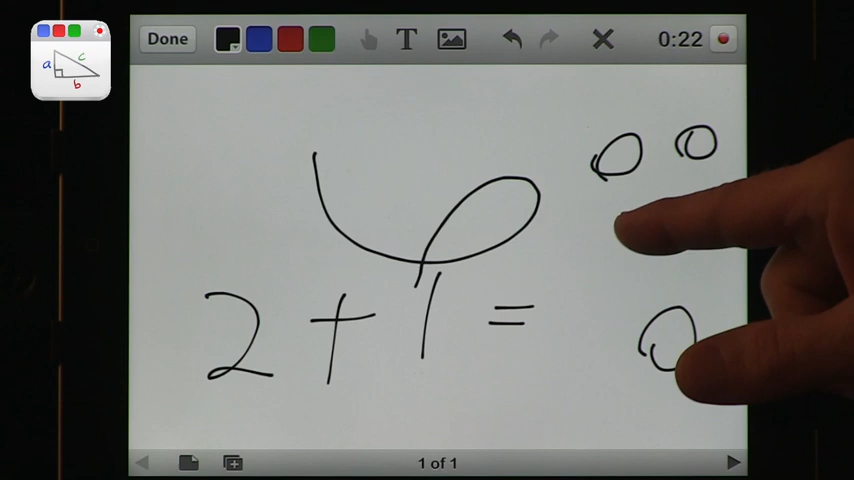 Done T 0:22
a c
b
2 + 1 =
1 of 1